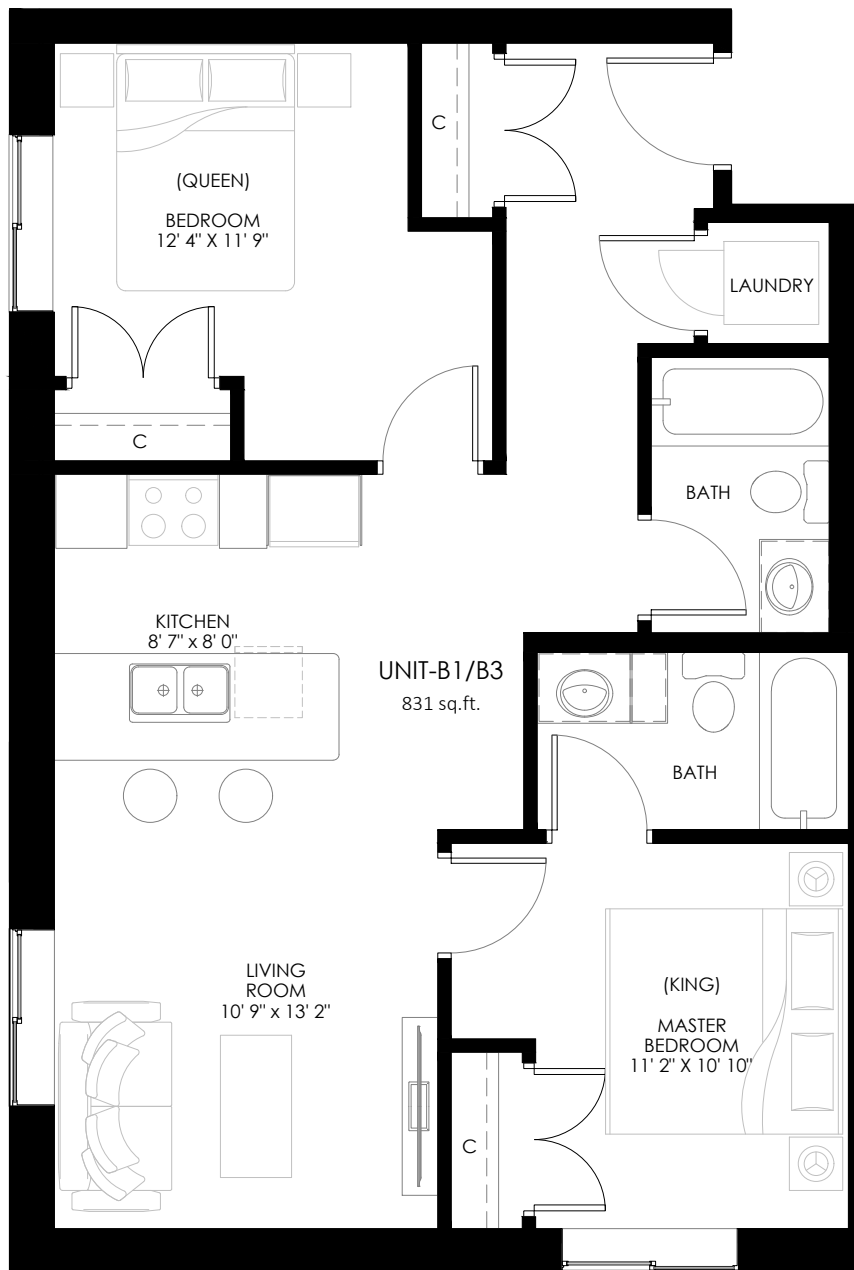 C
(QUEEN)
BEDROOM
12' 4" X 11' 9"
LAUNDRY
C
BATH
KITCHEN
8' 7" x 8' 0"
UNIT-B1/B3
831 sq.ft.
BATH
LIVING
ROOM
10' 9" x 13' 2"
(KING)
MASTER
BEDROOM
11' 2" X 10' 10"
C